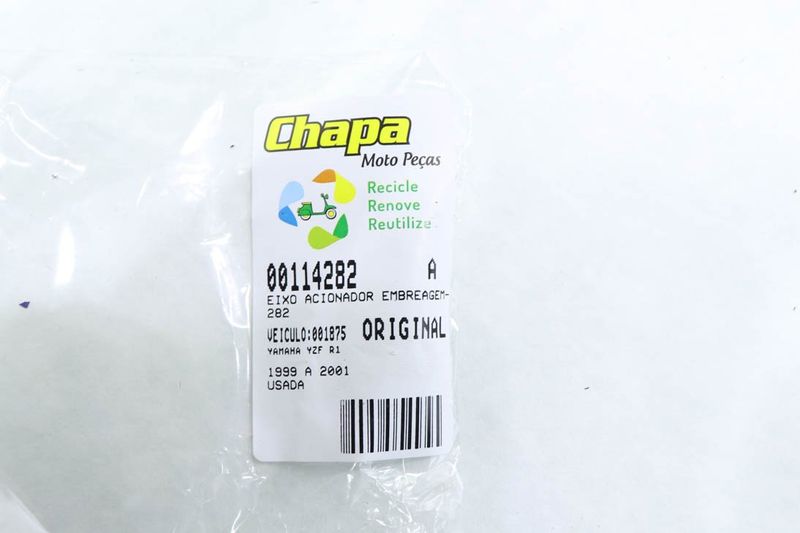 Chapa
Moto Peças
Recicle
Renove
Reutilize
00114282 A
EIXO ACIONADOR EMBREAGEM-
282
VEICULO:001875 ORIGINAL
YAMAHA YZF R1
1999 A 2001
USADA